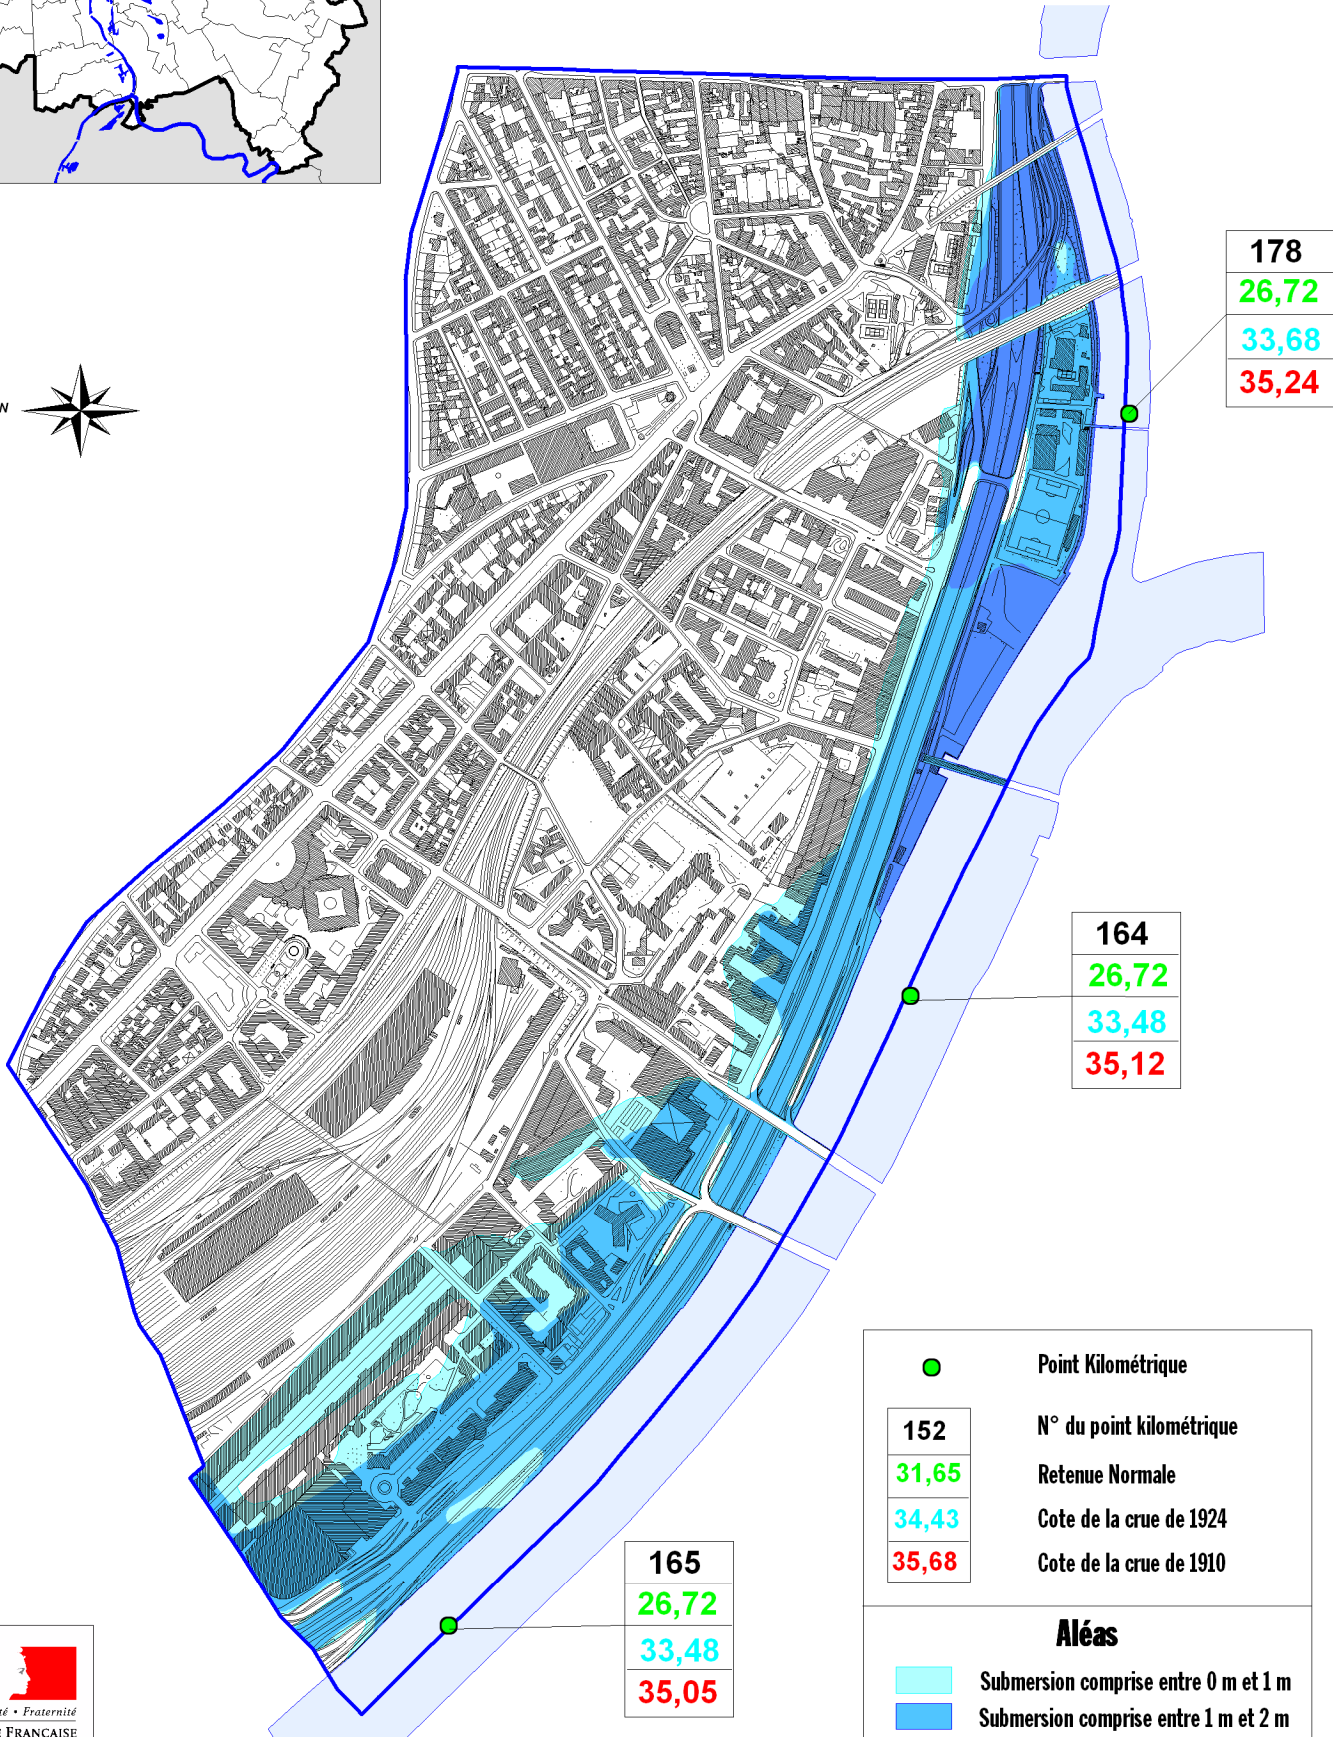 N
178
26,72
33,68
35,24
164
26,72
33,48
35,12
165
26,72
33,48
35,05
Point Kilométrique
152
N° du point kilométrique
31,65
Retenue Normale
34,43
Cote de la crue de 1924
35,68
Cote de la crue de 1910
Aléas
Submersion comprise entre 0 m et 1 m
Submersion comprise entre 1 m et 2 m
té • Fraternité
E FRANÇAISE